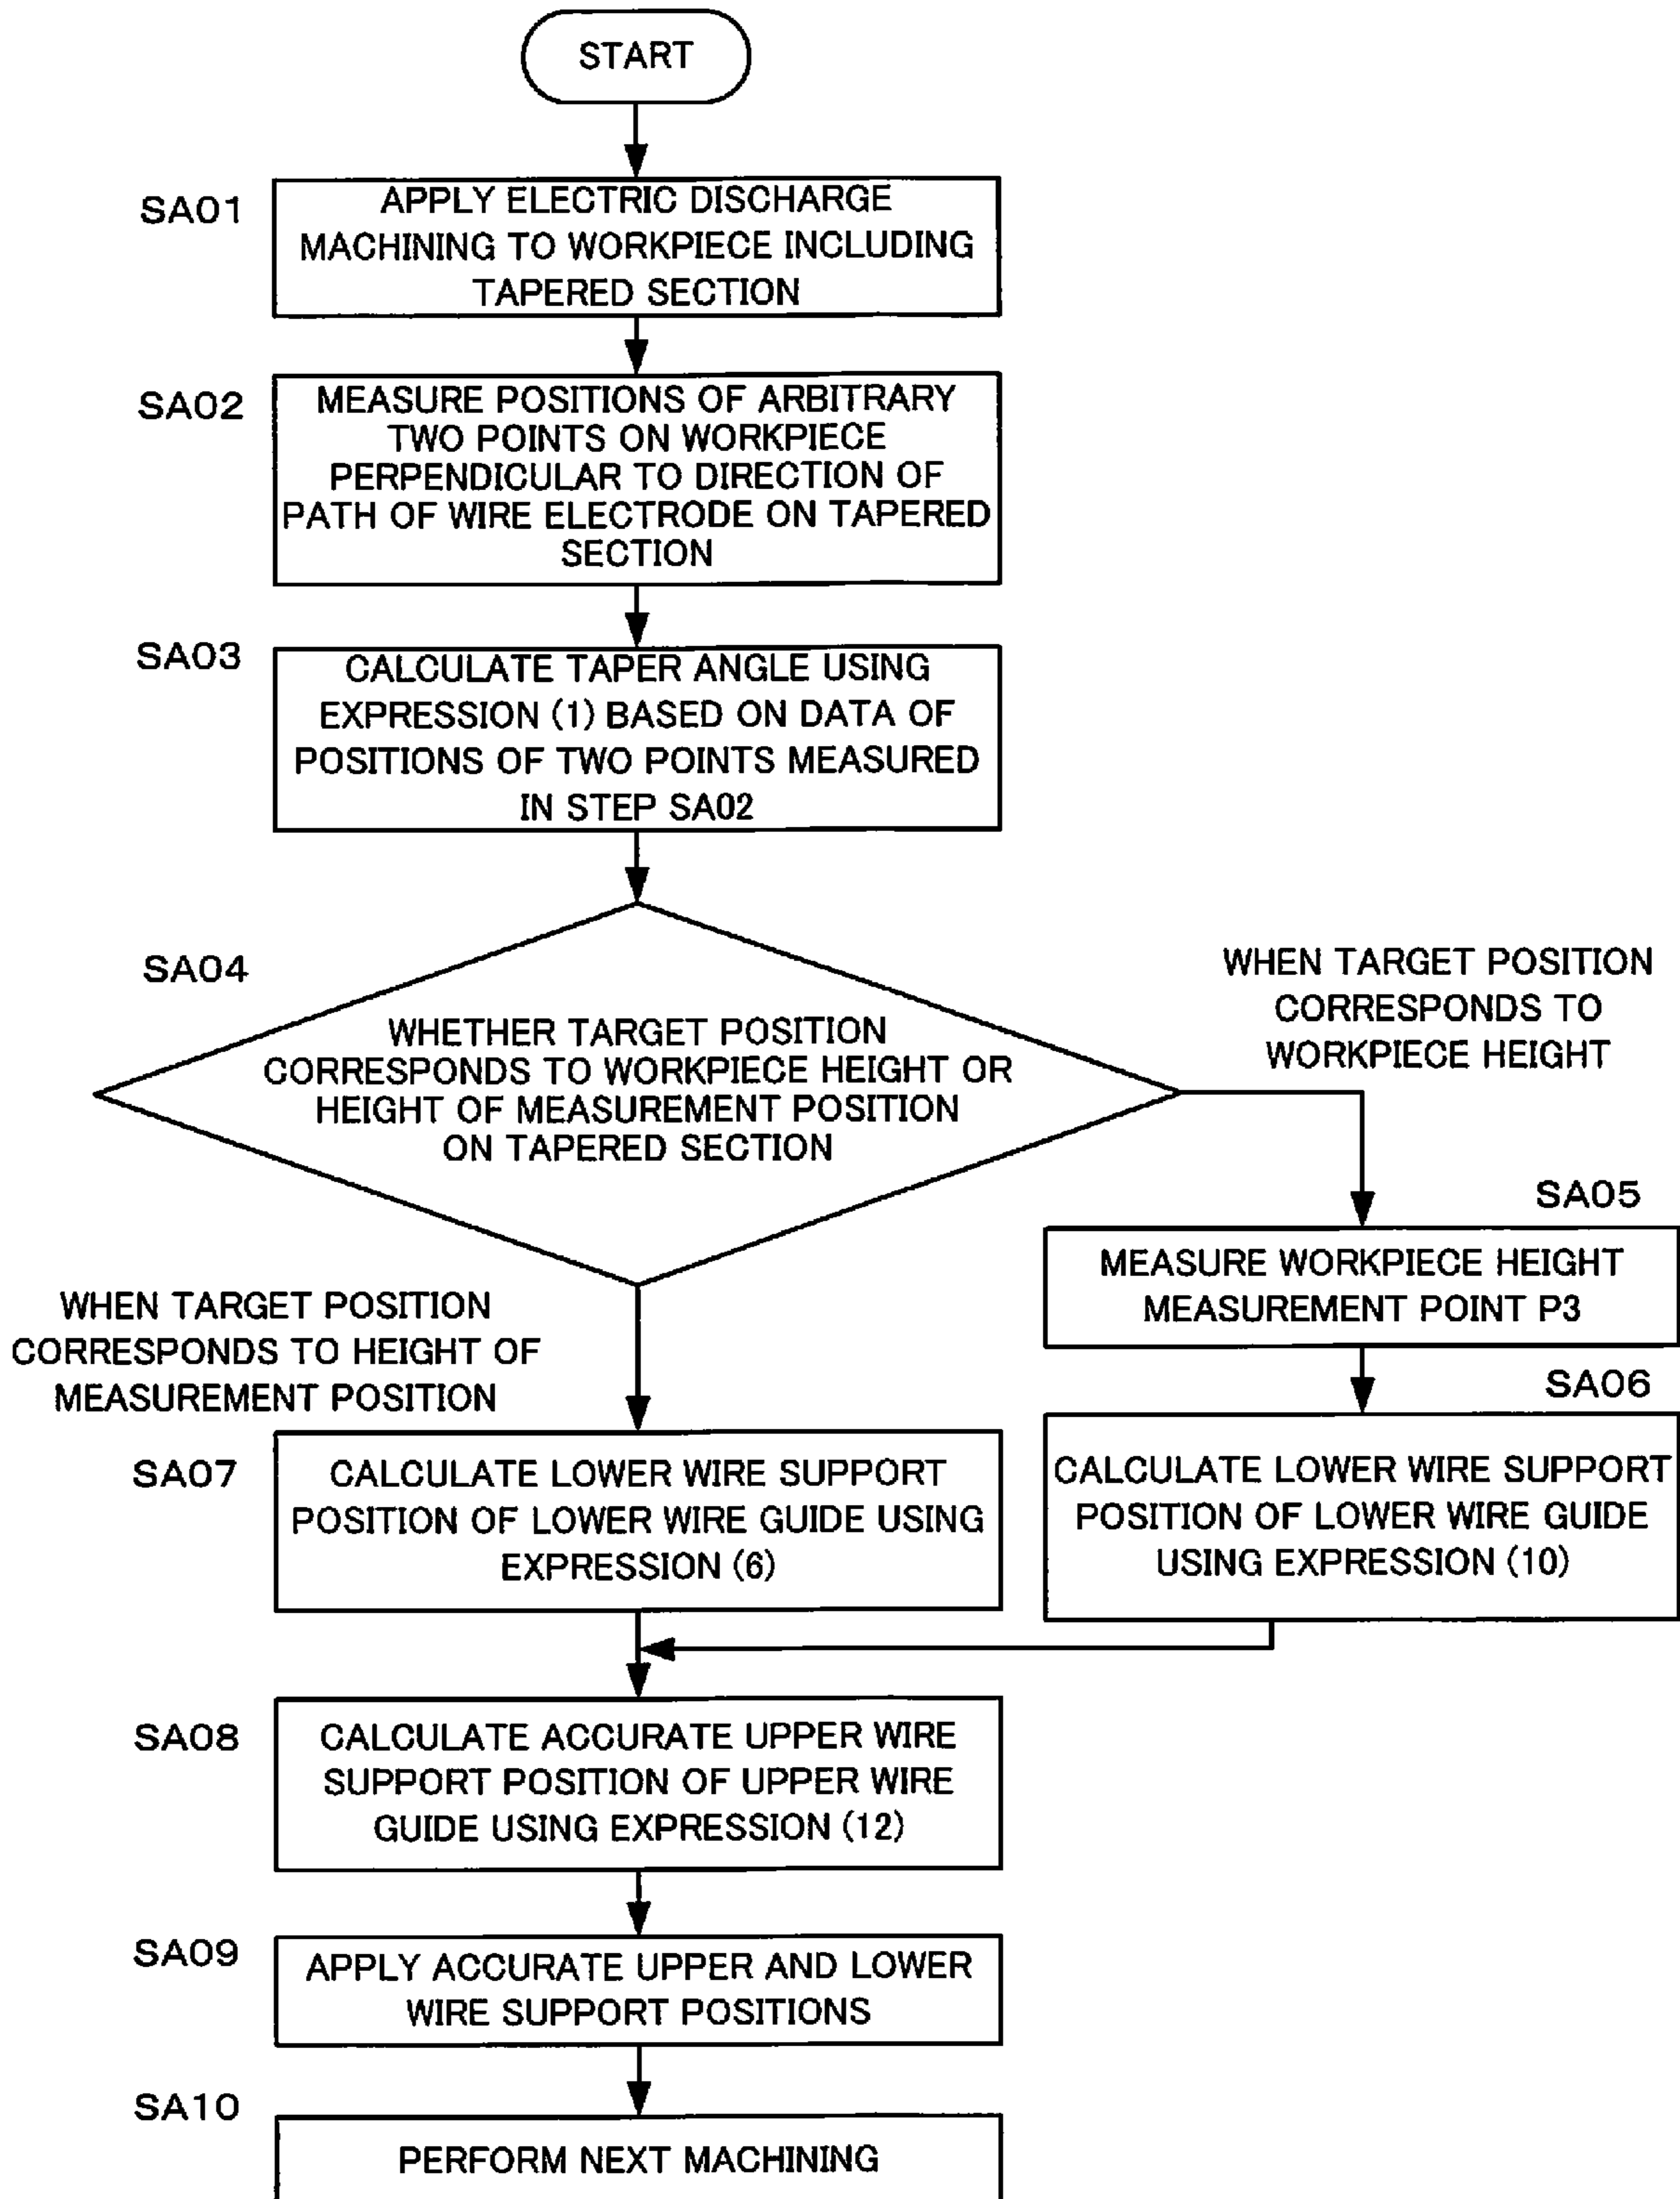 START
SA01
APPLY ELECTRIC DISCHARGE
MACHINING TO WORKPIECE INCLUDING
TAPERED SECTION
SA02
MEASURE POSITIONS OF ARBITRARY
TWO POINTS ON WORKPIECE
PERPENDICULAR TO DIRECTION OF
PATH OF WIRE ELECTRODE ON TAPERED
SECTION
SA03
CALCULATE TAPER ANGLE USING
EXPRESSION (1) BASED ON DATA OF
POSITIONS OF TWO POINTS MEASURED
IN STEP SA02
SA04
WHETHER TARGET POSITION
CORRESPONDS TO WORKPIECE HEIGHT OR
HEIGHT OF MEASUREMENT POSITION
ON TAPERED SECTION
WHEN TARGET POSITION
CORRESPONDS TO
WORKPIECE HEIGHT
SA05
MEASURE WORKPIECE HEIGHT
MEASUREMENT POINT P3
SA06
CALCULATE LOWER WIRE SUPPORT
POSITION OF LOWER WIRE GUIDE
USING EXPRESSION (10)
WHEN TARGET POSITION
CORRESPONDS TO HEIGHT OF
MEASUREMENT POSITION
SA07
CALCULATE LOWER WIRE SUPPORT
POSITION OF LOWER WIRE GUIDE USING
EXPRESSION (6)
SA08
CALCULATE ACCURATE UPPER WIRE
SUPPORT POSITION OF UPPER WIRE
GUIDE USING EXPRESSION (12)
SA09
APPLY ACCURATE UPPER AND LOWER
WIRE SUPPORT POSITIONS
SA10
PERFORM NEXT MACHINING